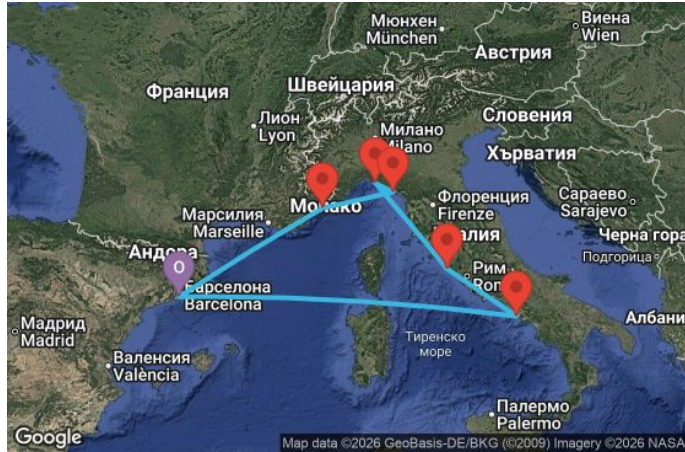 Мюнхен
München
Виена
Wien
Австрия
Франция
Швейцария
Лион
Lyon
Словения
Милано
Milano
Хърватия
Монако
Флоренция
Firenze
Сараево
Sarajevo
Марсилия
Marseille
Италия
Черна гора
Андора
Подгорица
Рим
Rom
Барселона
Barcelona
Мадрид
Madrid
Албани
Тиренско
море
Валенсия
València
Палермо
Palermo
O
Google
Map data ©2026 GeoBasis-DE/BKG (©2009) Imagery ©2026 NASA